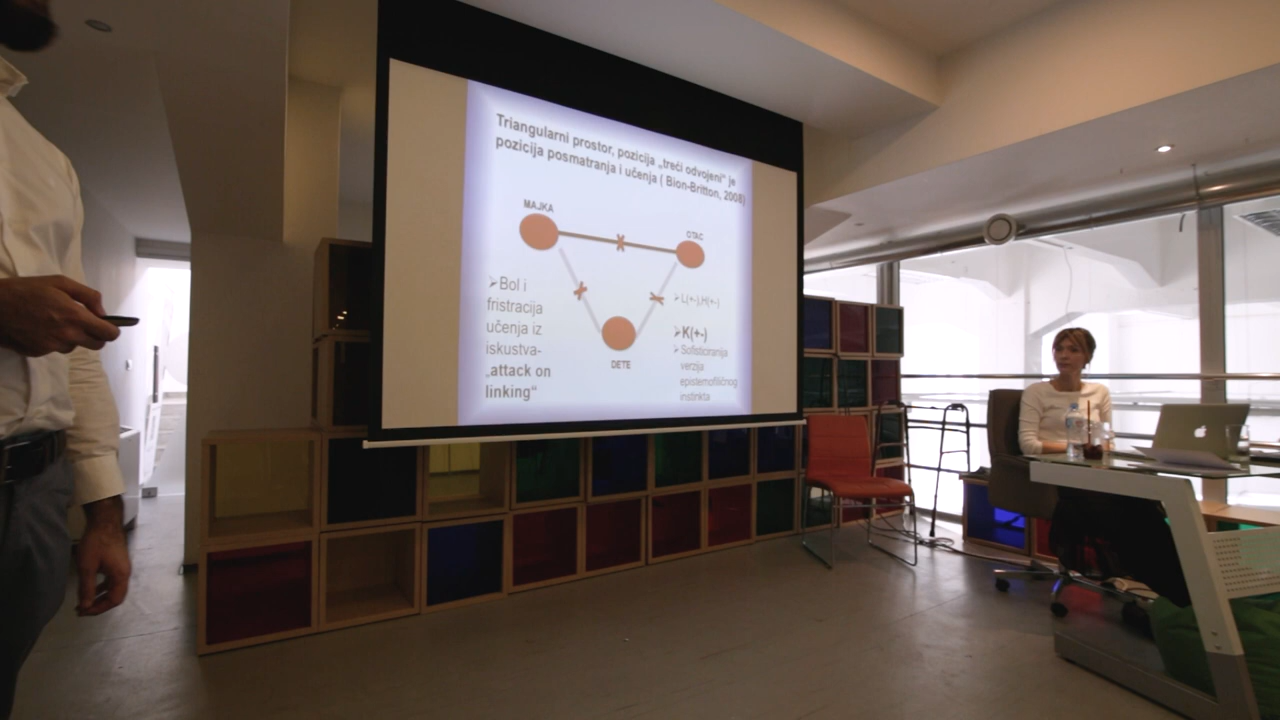 Triangularni prostor, pozicija „treći odvojeni“ je
pozicija posmatranja i učenja ( Bion-Britton, 2008)
MAJKA
OTAC
➢Bol i
fristracija
učenja iz
iskustva-
„attack on
linking“
➢L(+-),H(+-)
➢K(+-)
➢Sofisticiranija
verzija
epistemofiličnog
instinkta
DETE